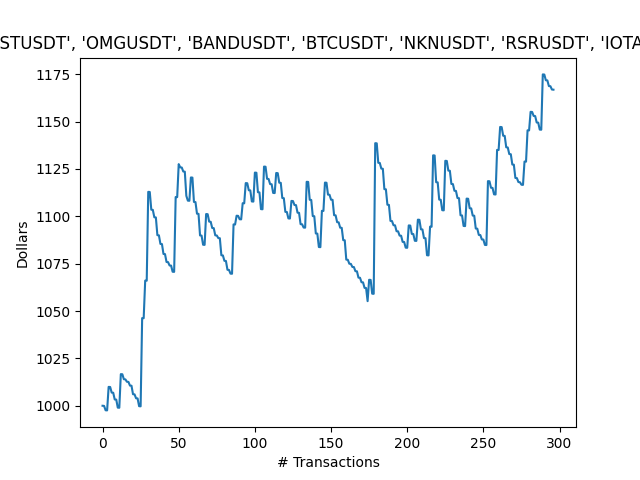 STUSDT', 'OMGUSDT', 'BANDUSDT', 'BTCUSDT', 'NKNUSDT', 'RSRUSDT', 'IOTA
1175
1150
1125
1100
1075
1050
1025
1000
Dollars
0 50 100 150 200 250 300
# Transactions